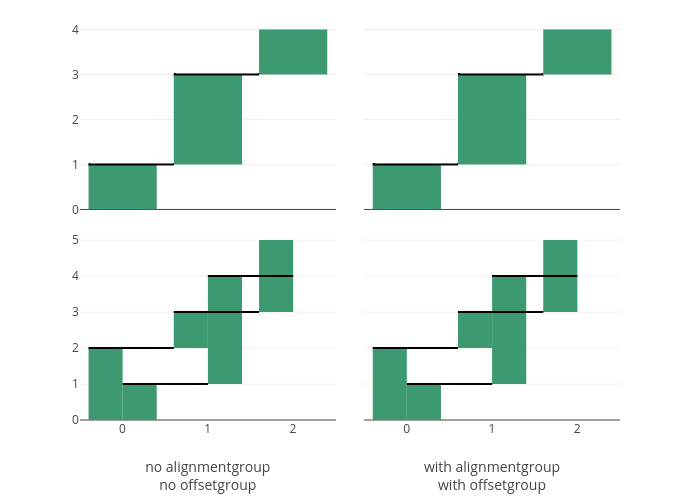 4
3
2
1
0
5
4
3
2
1
0
0 1 2
0 1 2
no alignmentgroup
no offsetgroup
with alignmentgroup
with offsetgroup